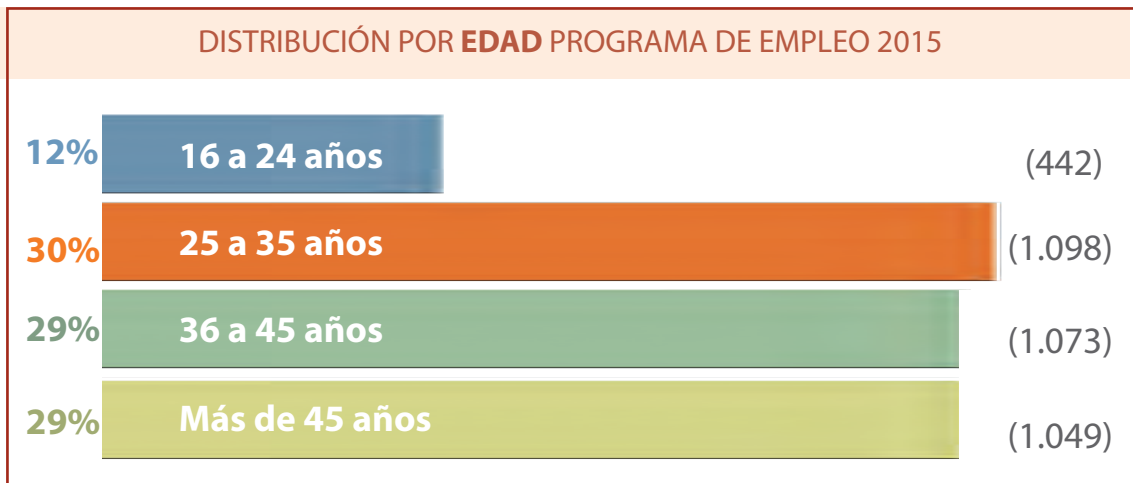 DISTRIBUCIÓN POR EDAD PROGRAMA DE EMPLEO 2015
12% 16 a 24 años (442)
30% 25 a 35 años (1.098)
29% 36 a 45 años (1.073)
29% Más de 45 años (1.049)